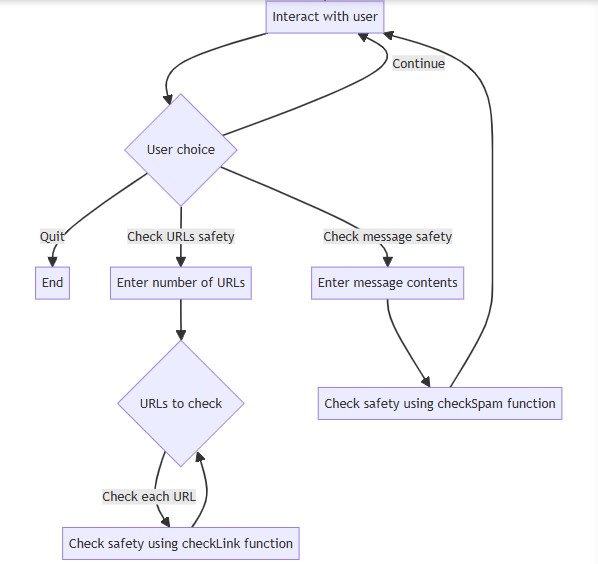 Interact with user
Continue
User choice
Quit
Check URLs safety
Check message safety
End
Enter number of URLs
Enter message contents
URLs to check
Check safety using checkSpam function
Check each URL
Check safety using checkLink function